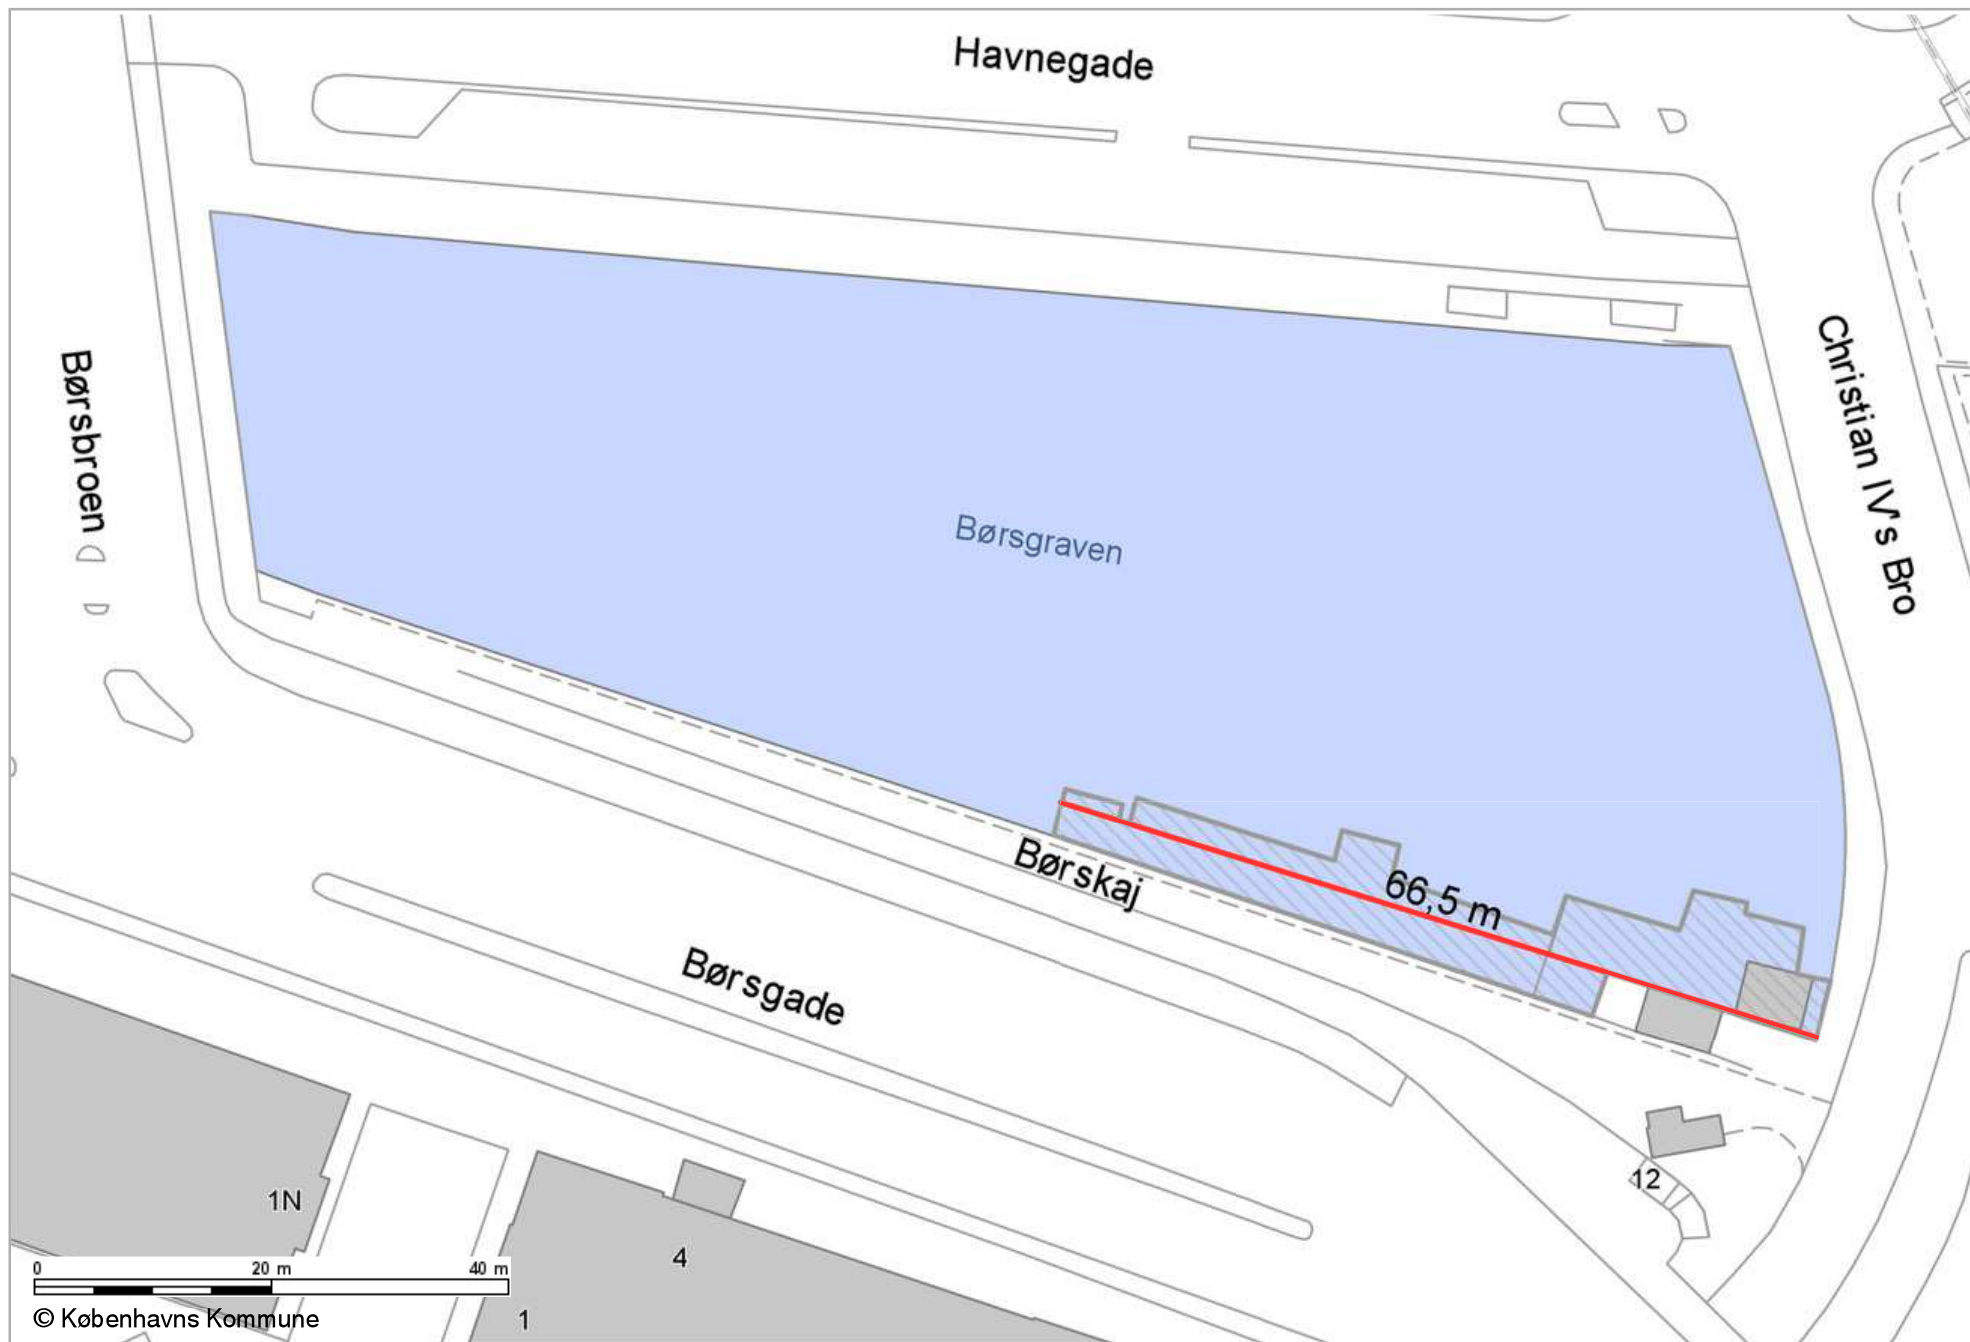 Havnegade
Børsbroen
Christian IV's Bro
Børsgraven
Børskaj
66,5 m
Børsgade
12
1N
4
1
0 20 m 40 m
© Københavns Kommune